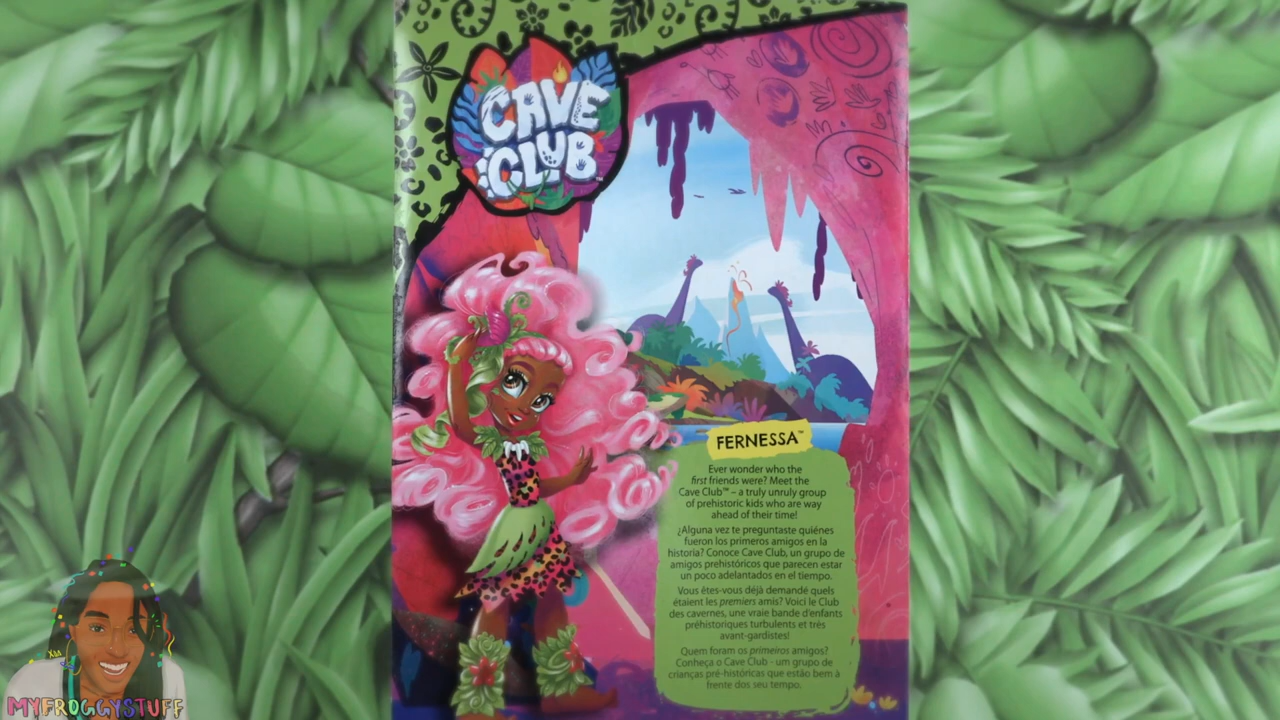 CAVE
CLUB™
FERNESSA™
Ever wonder who the
first friends were? Meet the
Cave Club™ – a truly unruly group
of prehistoric kids who are way
ahead of their time!
¿Alguna vez te preguntaste quiénes
fueron los primeros amigos en la
historia? Conoce Cave Club, un grupo de
amigos prehistóricos que parecen estar
un poco adelantados en el tiempo.
Vous êtes-vous déjà demandé quels
étaient les premiers amis? Voici le Club
des cavernes, une vraie bande d'enfants
préhistoriques turbulents et très
avant-gardistes!
Quem foram os primeiros amigos?
Conheça o Cave Club - um grupo de
crianças pré-históricas que estão bem à
frente dos seu tempo.
MYFROGGYSTUFF